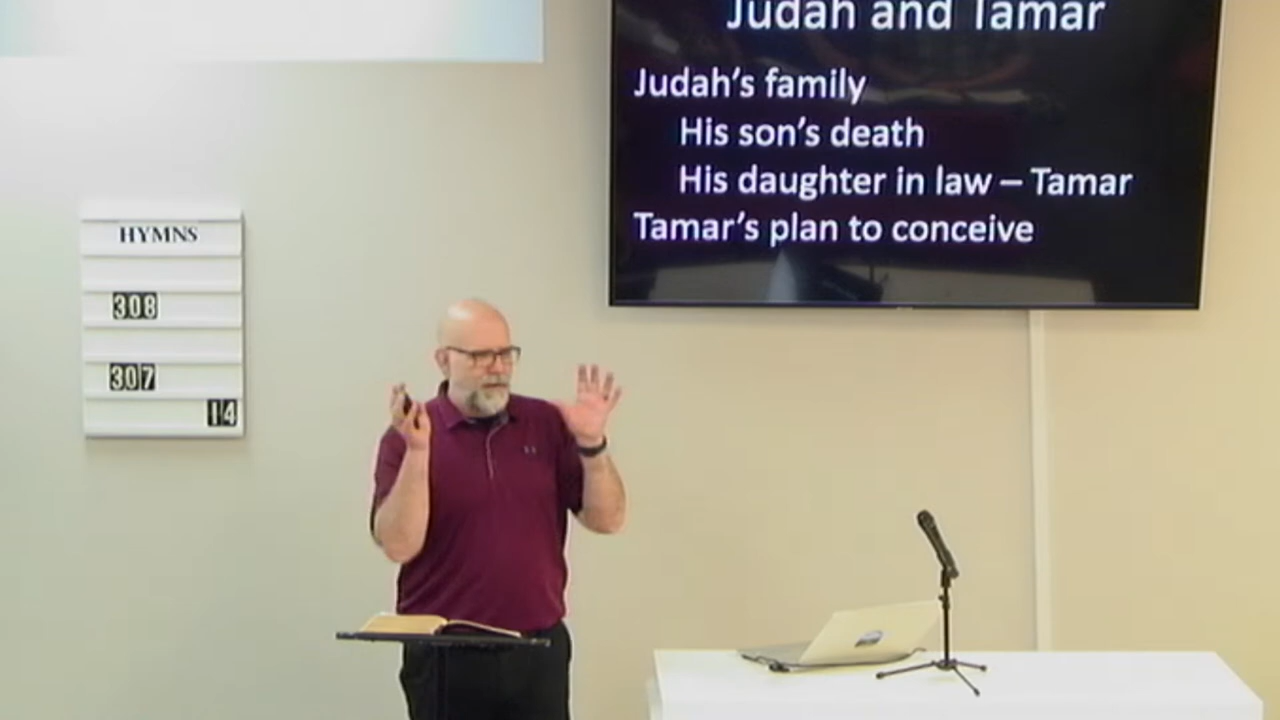 Judah and Tamar
Judah's family
His son's death
His daughter in law – Tamar
Tamar's plan to conceive
HYMNS
308
307
14